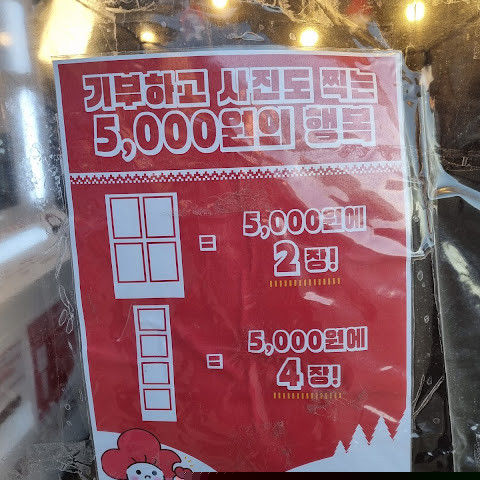 기부하고 사진도 찍는
5,000원의 행복
=
5,000원에
2 장!
=
5,000원에
4 장!